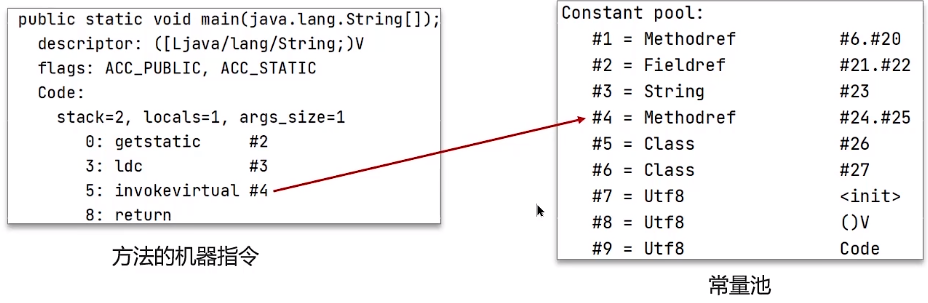 public static void main(java.lang.String[]);
descriptor: ([Ljava/lang/String;)V
flags: ACC_PUBLIC, ACC_STATIC
Code:
stack=2, locals=1, args_size=1
0: getstatic #2
3: ldc #3
5: invokevirtual #4
8: return
方法的机器指令
Constant pool:
#1 = Methodref #6.#20
#2 = Fieldref #21.#22
#3 = String #23
#4 = Methodref #24.#25
#5 = Class #26
#6 = Class #27
#7 = Utf8 <init>
#8 = Utf8 ()V
#9 = Utf8 Code
常量池